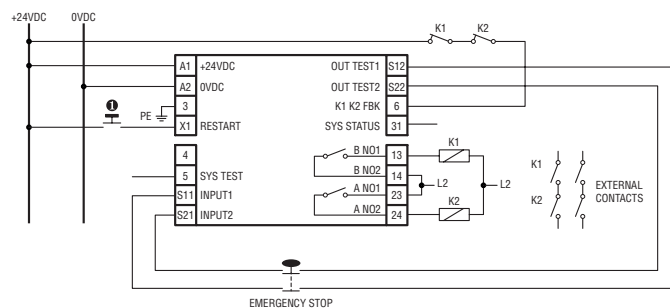 +24VDC 0VDC
K1 K2
A1 +24VDC OUT TEST1 S12
A2 0VDC OUT TEST2 S22
PE 3 K1 K2 FBK 6
1 X1 RESTART SYS STATUS 31
4 B NO1 13 K1
5 SYS TEST B NO2 14 L2 L2
S11 INPUT1 A NO1 23
S21 INPUT2 A NO2 24 K2
K1
K2
EXTERNAL
CONTACTS
EMERGENCY STOP